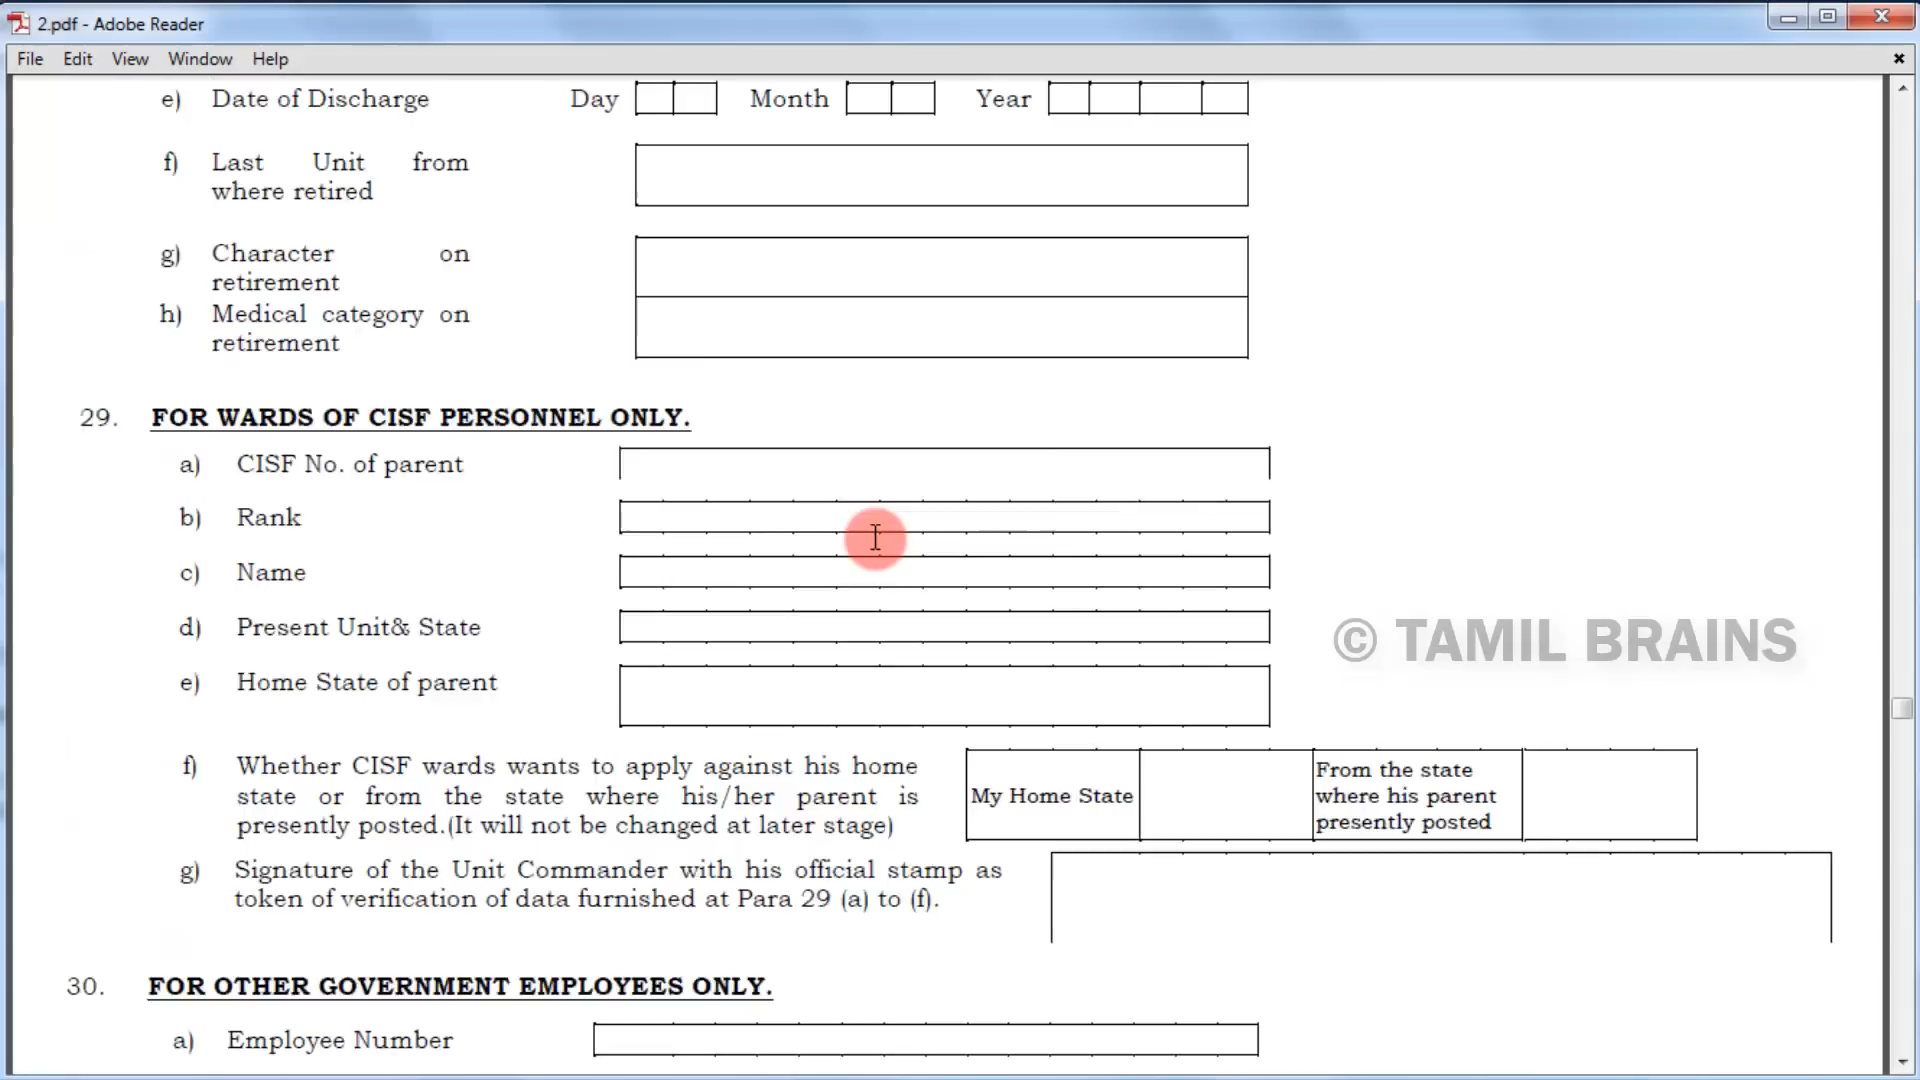 2.pdf - Adobe Reader
File Edit View Window Help
e) Date of Discharge Day Month Year
f) Last Unit from
where retired
g) Character on
retirement
h) Medical category on
retirement
29. FOR WARDS OF CISF PERSONNEL ONLY.
a) CISF No. of parent
b) Rank
c) Name
d) Present Unit& State
© TAMIL BRAINS
e) Home State of parent
f) Whether CISF wards wants to apply against his home
state or from the state where his/her parent is
presently posted.(It will not be changed at later stage)
My Home State
From the state
where his parent
presently posted
g) Signature of the Unit Commander with his official stamp as
token of verification of data furnished at Para 29 (a) to (f).
30. FOR OTHER GOVERNMENT EMPLOYEES ONLY.
a) Employee Number